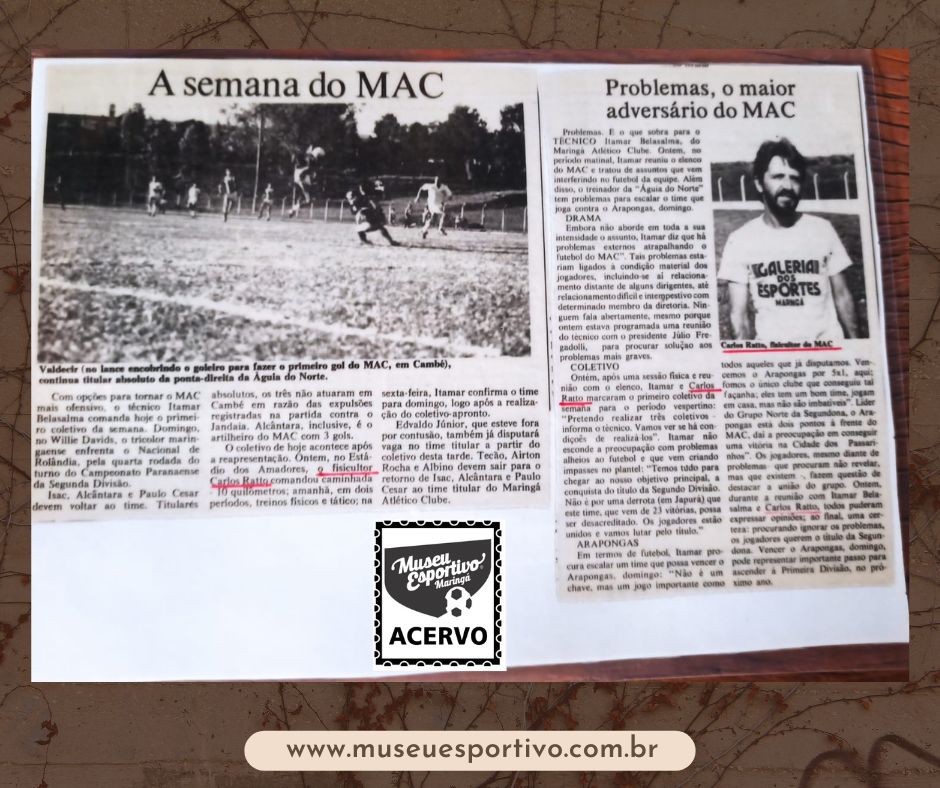 A semana do MAC
Valdecir (no lance encobrindo o goleiro para fazer o primeiro gol do MAC, em Cambé),
continua titular absoluto da ponta-direita da Águia do Norte.
Com opções para tornar o MAC
mais ofensivo, o técnico Itamar
Belasalma comanda hoje o primei-
ro coletivo da semana. Domingo,
no Willie Davids, o tricolor marin-
gaense enfrenta o Nacional de
Rolândia, pela quarta rodada do
turno do Campeonato Paranaense
da Segunda Divisão.
Isac, Alcântara e Paulo Cesar
devem voltar ao time. Titulares
absolutos, os três não atuaram em
Cambé em razão das expulsões
registradas na partida contra o
Jandaia. Alcântara, inclusive, é o
artilheiro do MAC com 3 gols.
O coletivo de hoje acontece após
a reapresentação. Ontem, no Está-
dio dos Amadores, o fisicultor
Carlos Ratto comandou caminhada
- 10 quilômetros; amanhã, em dois
períodos, treinos físicos e tático; na
sexta-feira, Itamar confirma o time
para domingo, logo após a realiza-
ção do coletivo-apronto.
Edvaldo Júnior, que esteve fora
por contusão, também já disputará
vaga no time titular a partir do
coletivo desta tarde. Tecão, Airton
Rocha e Albino devem sair para o
retorno de Isac, Alcântara e Paulo
Cesar ao time titular do Maringá
Atlético Clube.
Problemas, o maior
adversário do MAC
Problemas. É o que sobra para o
TÉCNICO Itamar Belasalma, do
Maringá Atlético Clube. Ontem, no
período matinal, Itamar reuniu o elenco
do MAC e tratou de assuntos que vem
interferindo no futebol da equipe. Além
disso, o treinador da "Águia do Norte"
tem problemas para escalar o time que
joga contra o Arapongas, domingo.
DRAMA
Embora não aborde em toda a sua
intensidade o assunto, Itamar diz que há
problemas externos atrapalhando o
futebol do MAC". Tais problemas esta-
riam ligados à condição material dos
jogadores, incluindo-se aí relaciona-
mento distante de alguns dirigentes, até
relacionamento difícil e intempestivo com
determinado membro da diretoria. Nin-
guem fala abertamente, mesmo porque
ontem estava programada uma reunião
do técnico com o presidente Júlio Fre-
gadolli, para procurar solução aos
problemas mais graves.
COLETIVO
Ontém, após uma sessão física e reu-
nião com o elenco, Itamar e Carlos
Ratto marcaram o primeiro coletivo da
semana para o período vespertino:
"Pretendo realizar três coletivos -
informa o técnico. Vamos ver se há con-
dições de realizá-los". Itamar não
esconde a preocupação com problemas
alheios ao futebol e que vem criando
impasses no plantel: "Temos tudo para
chegar ao nosso objetivo principal, a
conquista do título da Segundo Divisão.
Não é por uma derrota (em Japurá) que
este time, que vem de 23 vitórias, possa
ser desacreditado. Os jogadores estão
unidos e vamos lutar pelo título."
ARAPONGAS
Em termos de futebol, Itamar pro-
cura escalar um time que possa vencer o
Arapongas, domingo: "Não é um
chave, mas um jogo importante como
GALERIA
DOS
ESPORTES
MARINGÁ
Carlos Ratto, fisicultor do MAC
todos aqueles que já disputamos. Ven-
cemos o Arapongas por 5x1, aqui;
fomos o único clube que conseguiu tal
façanha; eles tem um bom time, jogam
em casa, mas não são imbatíveis". Líder
do Grupo Norte da Segundona, o Ara-
pongas está dois pontos à frente do
MAC, daí a preocupação em conseguir
uma vitória na Cidade dos Passari-
nhos". Os jogadores, mesmo diante de
problemas - que procuram não revelar,
mas que existem -, fazem questão de
destacar a união do grupo. Ontem,
durante a reunião com Itamar Bela-
salma e Carlos Ratto, todos puderam
expressar opiniões; ao final, uma cer-
teza: procurando ignorar os problemas,
os jogadores querem o título da Segun-
dona. Vencer o Arapongas, domingo,
pode representar importante passo para
ascender à Primeira Divisão, no pró-
ximo ano.
Museu
Esportivo
Maringá
ACERVO
www.museuesportivo.com.br